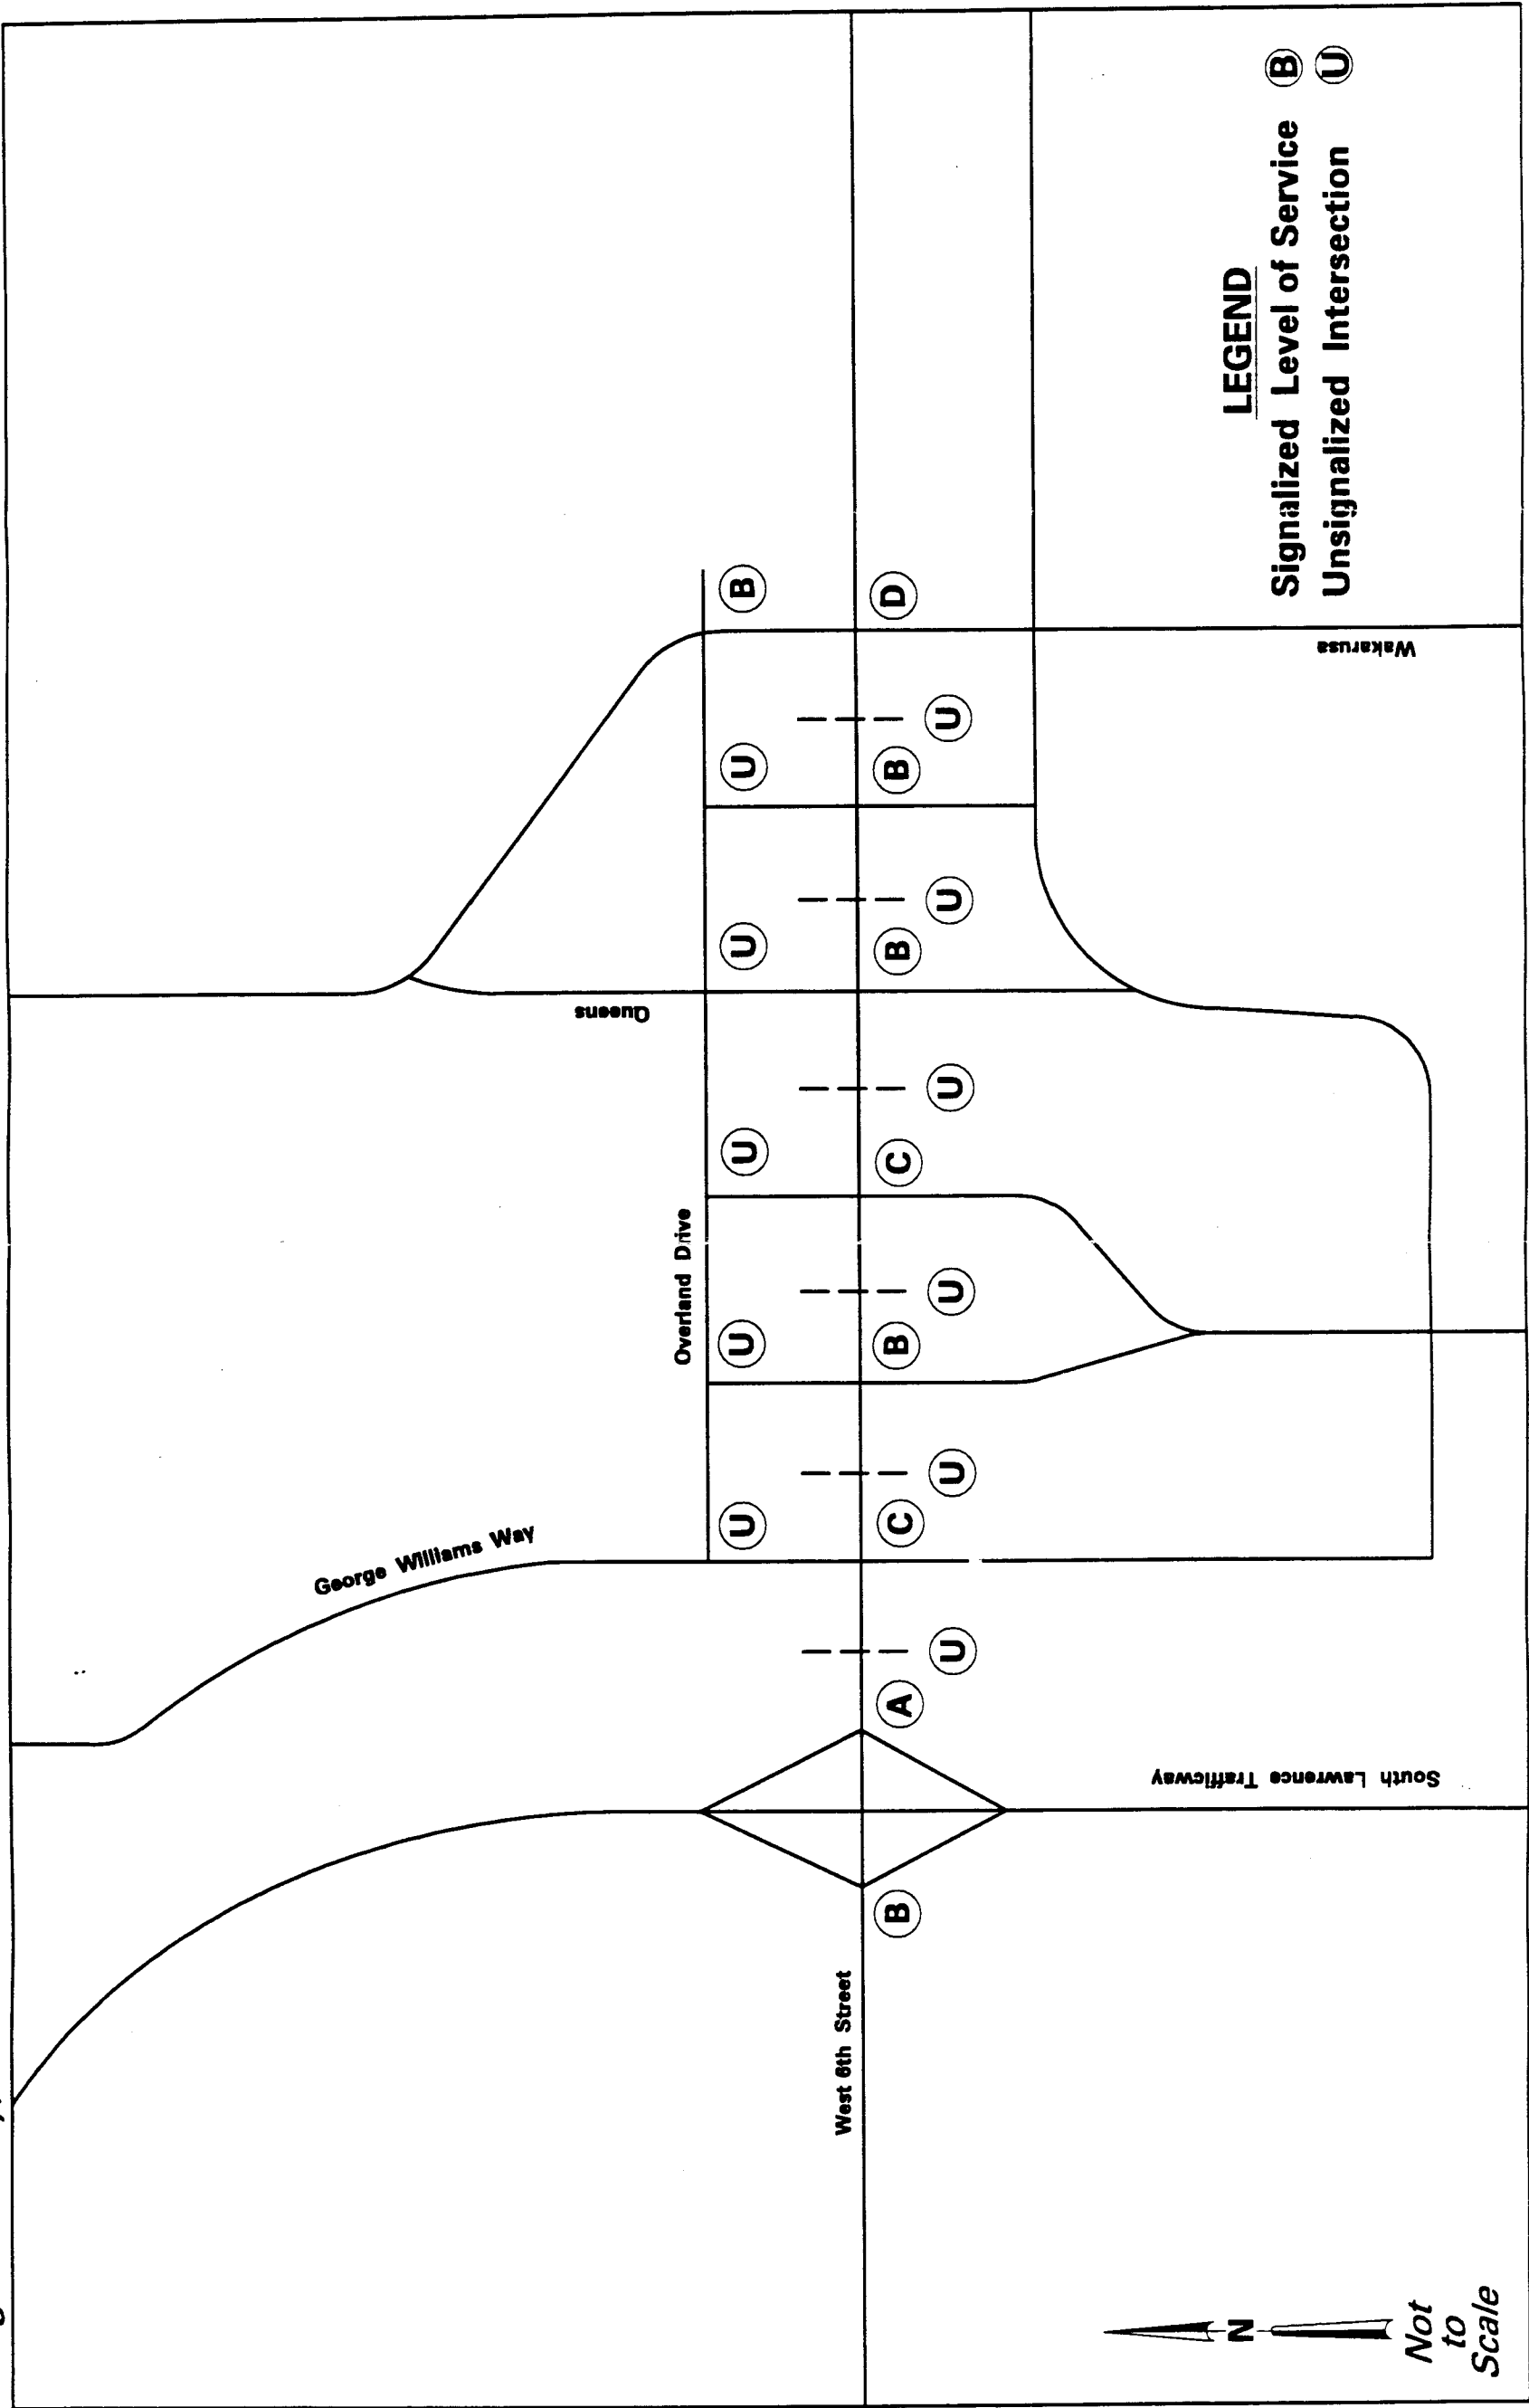 George Williams Way
Queens
Overland Drive
U U U U U B
West 6th Street
B A C B C B B D
U U U U U U
South Lawrence Trafficway
Wakarusa
LEGEND
Signalized Level of Service B
Unsignalized Intersection U
N
Not
to
Scale